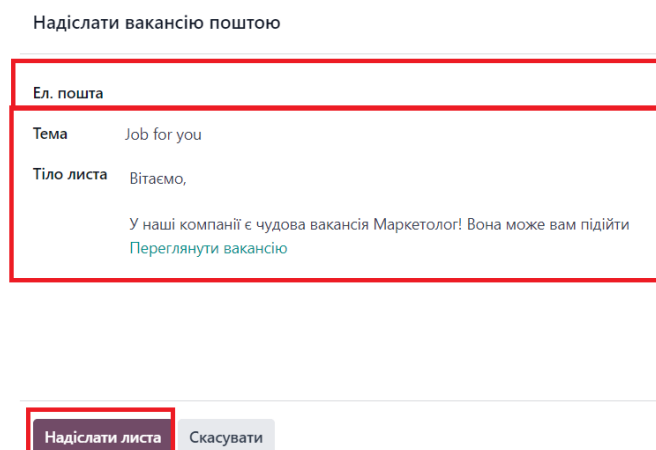 Надіслати вакансію поштою
Ел. пошта
Тема Job for you
Тіло листа Вітаємо,
У наші компанії є чудова вакансія Маркетолог! Вона може вам підійти
Переглянути вакансію
Надіслати листа Скасувати